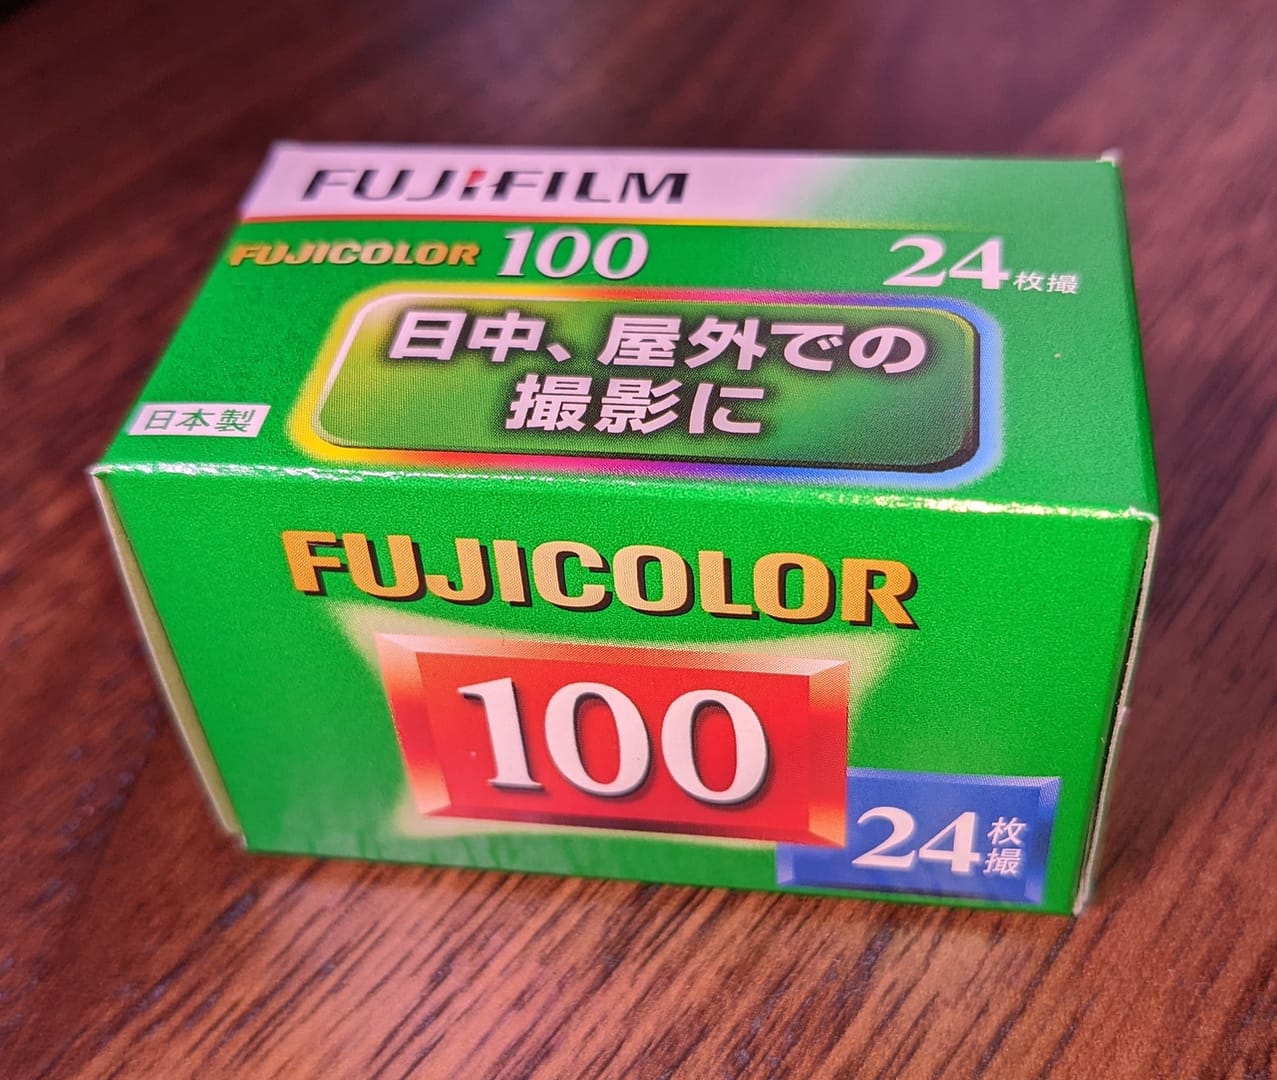 FUJIFILM
FUJICOLOR 100 24枚撮
日中、屋外での
撮影に
日本製
FUJICOLOR
100
24枚撮